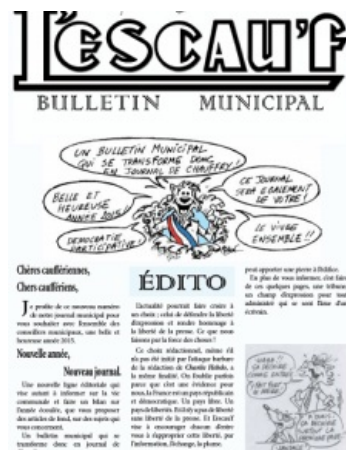 L'ESCAU'F
BULLETIN MUNICIPAL
UN BULLETIN MUNICIPAL
QUI SE TRANSFORME DONC
EN JOURNAL DE CHAUFFRY!
BELLE ET
HEUREUSE
ANNÉE 2015
CE JOURNAL
SERA EGALEMENT
LE VOTRE!
DEMOCRATIE
PARTICIPATIVE!
LE VIVRE
ENSEMBLE!!
Chères cauffériennes,
Chers caufériens,
Je profite de ce nouveau numéro
de notre journal municipal pour
vous souhaiter avec l'ensemble des
conseillers municipaux, une belle et
heureuse année 2015.
Nouvelle année,
Nouveau journal.
Une nouvelle ligne éditoriale qui
vise autant à informer sur la vie
communale et faire un bilan sur
l'année écoulée, que vous proposer
des articles de fond, sur des sujets qui
vous concernent.
Un bulletin municipal qui se
transforme donc en journal de
ÉDITO
L'actualité pourrait faire croire à
un choix : celui de défendre la liberté
d'expression et rendre hommage à
la liberté de la presse. Ce que nous
faisons par la force des choses !
Ce choix rédactionnel, même s'il
n'a pas été initié par l'attaque barbare
de la rédaction de Charlie Hebdo, a
la même finalité. On l'oublie parfois
parce que c'est une évidence pour
nous, la France est un pays républicain
et démocratique. Un pays libre. Un
pays de libertés. Et il n'y a pas de liberté
sans liberté de la presse. Et l'escauf
vise à encourager chacun d'entre
vous à s'approprier cette liberté, par
l'information, l'échange, la plume.
peut apporter une pierre à l'édifice.
En plus de vous informer, c'est faire
de ces quelques pages, une tribune
un champ d'expression pour tout
administré qui se sent l'âme d'un
écrivain.